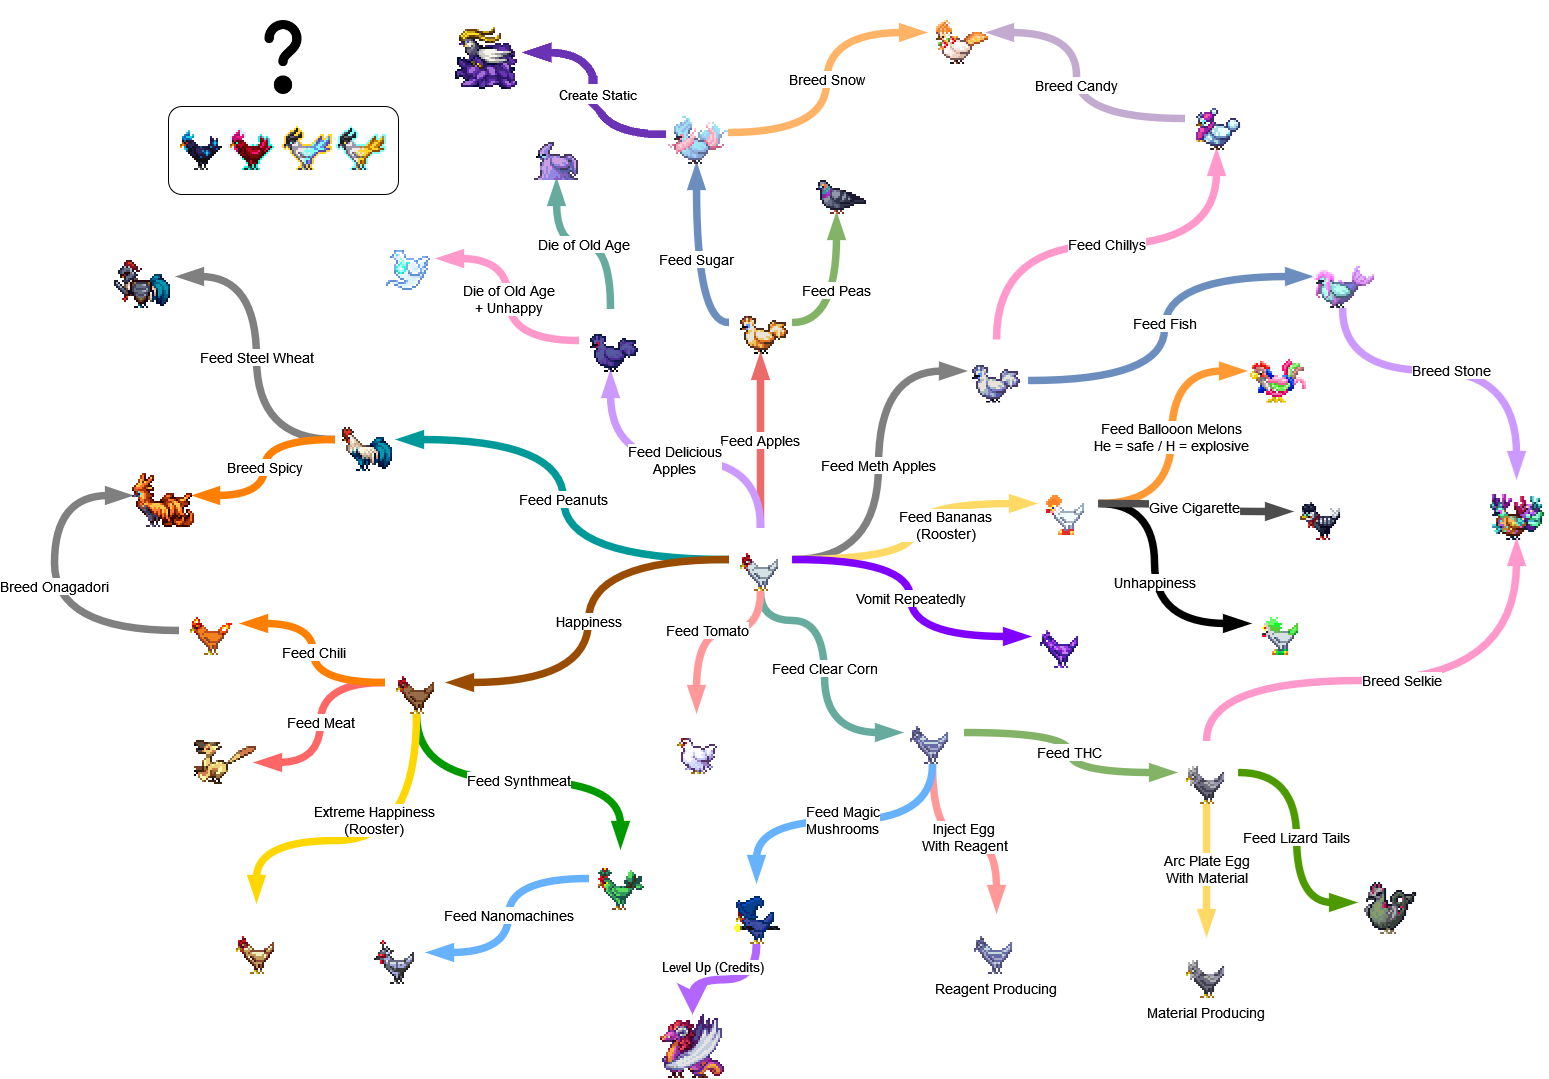 ?
Create Static
Breed Snow
Breed Candy
Die of Old Age
Feed Sugar
Feed Peas
Feed Chillys
Die of Old Age
+ Unhappy
Feed Steel Wheat
Feed Fish
Breed Stone
Breed Spicy
Feed Delicious
Apples
Feed Apples
Feed Meth Apples
Feed Ballooon Melons
He = safe / H = explosive
Feed Peanuts
Feed Bananas
(Rooster)
Give Cigarette
Breed Onagadori
Vomit Repeatedly
Unhappiness
Happiness
Feed Tomato
Feed Chili
Feed Clear Corn
Breed Selkie
Feed Meat
Feed Synthmeat
Feed THC
Extreme Happiness
(Rooster)
Feed Magic
Mushrooms
Inject Egg
With Reagent
Feed Lizard Tails
Arc Plate Egg
With Material
Feed Nanomachines
Level Up (Credits)
Reagent Producing
Material Producing